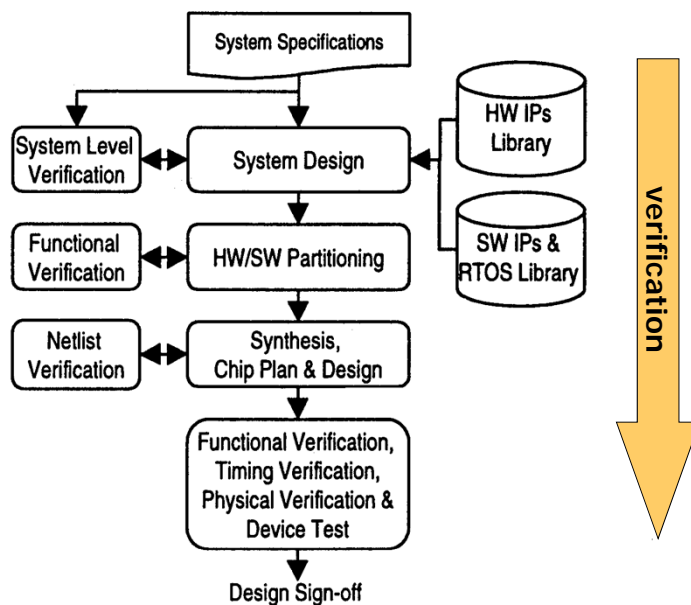 System Specifications
System Level
Verification
System Design
HW IPs
Library
Functional
Verification
HW/SW Partitioning
SW IPs &
RTOS Library
Netlist
Verification
Synthesis,
Chip Plan & Design
Functional Verification,
Timing Verification,
Physical Verification &
Device Test
Design Sign-off
verification